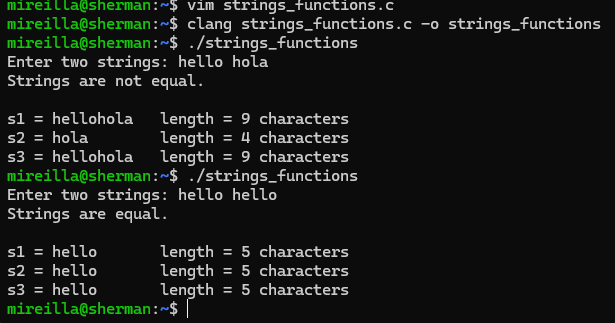 mireilla@sherman:~$ vim strings_functions.c
mireilla@sherman:~$ clang strings_functions.c -o strings_functions
mireilla@sherman:~$ ./strings_functions
Enter two strings: hello hola
Strings are not equal.

s1 = hellohola   length = 9 characters
s2 = hola        length = 4 characters
s3 = hellohola   length = 9 characters
mireilla@sherman:~$ ./strings_functions
Enter two strings: hello hello
Strings are equal.

s1 = hello       length = 5 characters
s2 = hello       length = 5 characters
s3 = hello       length = 5 characters
mireilla@sherman:~$